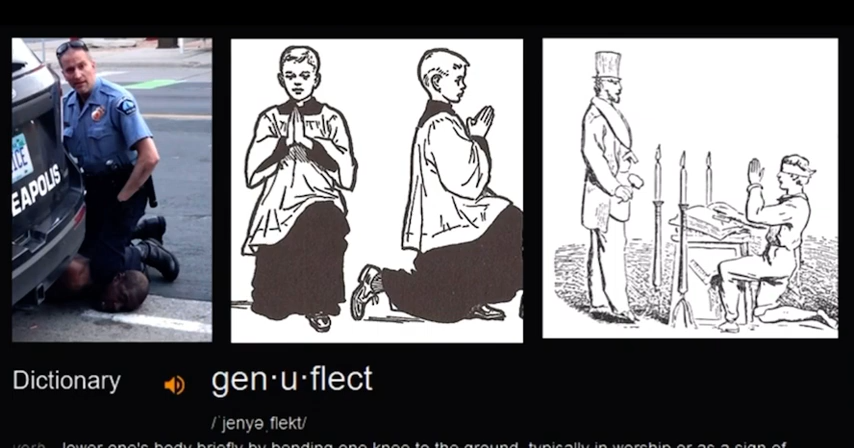 ICE
EAPOLIS
Dictionary
gen·u·flect
/ˈjenyəˌflekt/
verb lower one's body briefly by bending one knee to the ground, typically in worship or as a sign of